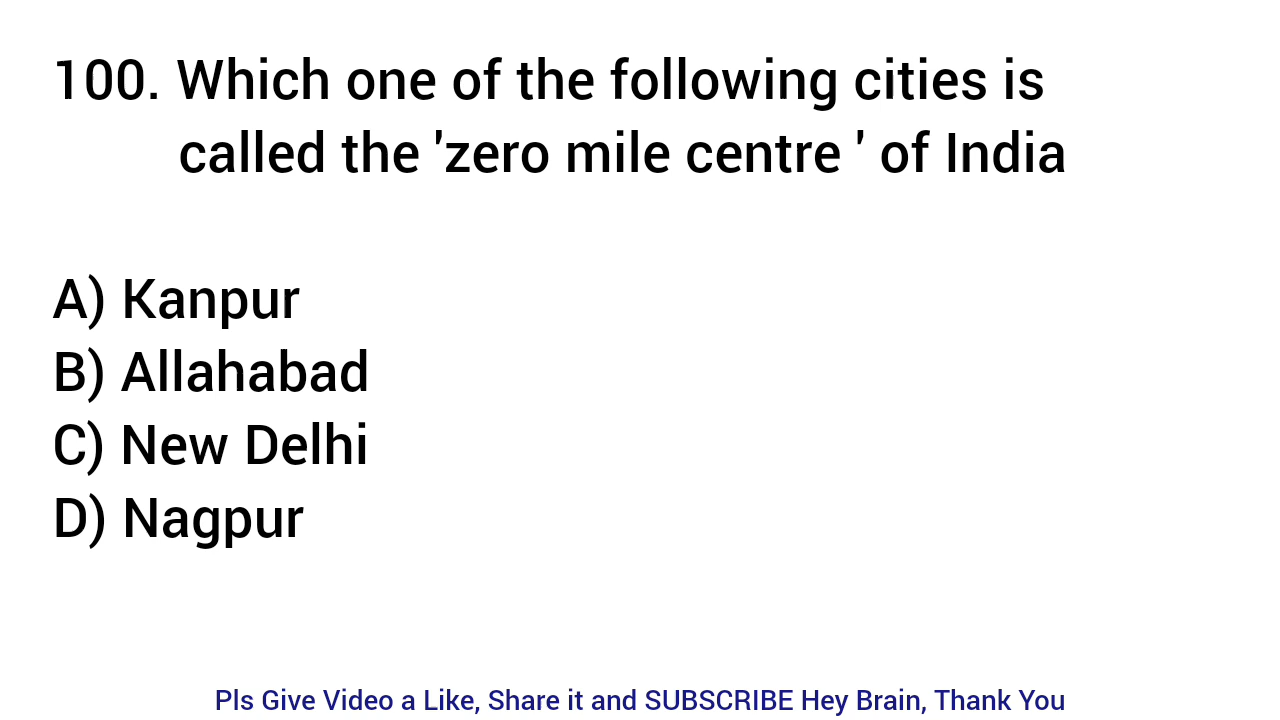 100. Which one of the following cities is
called the 'zero mile centre ' of India
A) Kanpur
B) Allahabad
C) New Delhi
D) Nagpur
Pls Give Video a Like, Share it and SUBSCRIBE Hey Brain, Thank You